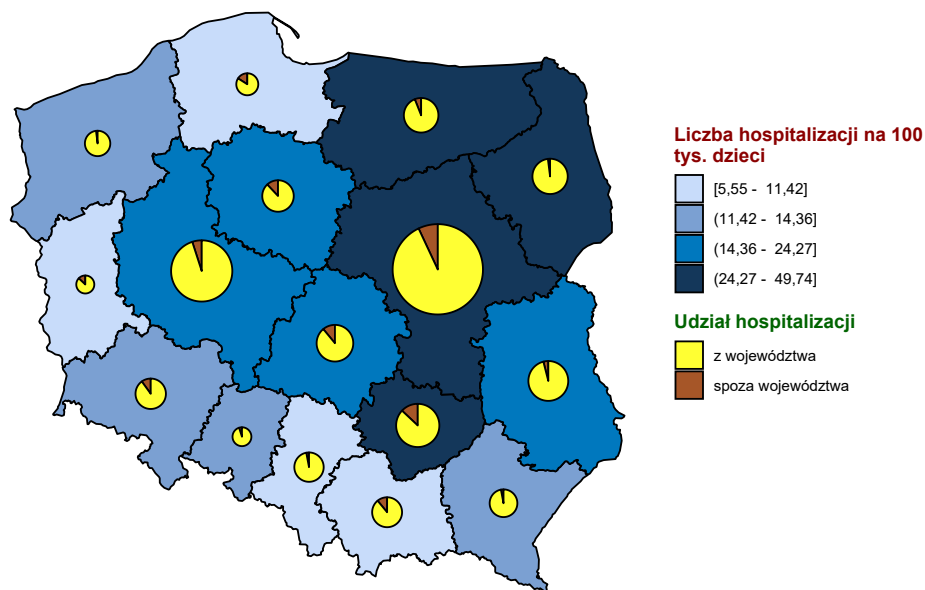 Liczba hospitalizacji na 100
tys. dzieci
[5,55 - 11,42]
(11,42 - 14,36]
(14,36 - 24,27]
(24,27 - 49,74]
Udział hospitalizacji
z województwa
spoza województwa